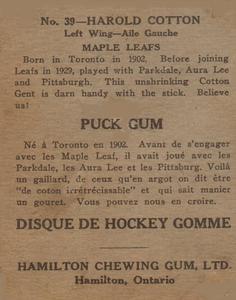 No. 39—HAROLD COTTON
Left Wing—Aile Gauche
MAPLE LEAFS
Born in Toronto in 1902. Before joining
Leafs in 1929, played with Parkdale, Aura Lee
and Pittsburgh. This unshrinking Cotton
Gent is darn handy with the stick. Believe
us!
PUCK GUM
Né à Toronto en 1902. Avant de s'engager
avec les Maple Leaf, il avait joué avec les
Parkdale, les Aura Lee et les Pittsburg. Voilà
un gaillard, de ceux qu'en argot on dit être
"de coton irrétrécissable" et qui sait manier
un gouret. Vous pouvez nous en croire.
DISQUE DE HOCKEY GOMME
HAMILTON CHEWING GUM, LTD.
Hamilton, Ontario